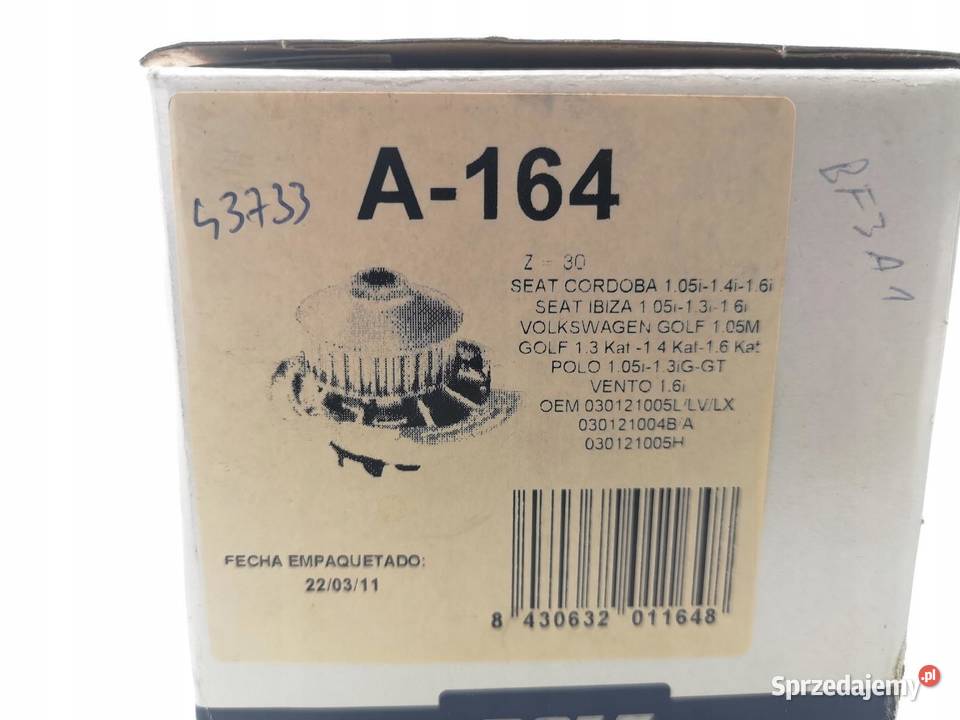 A-164
43733
BF3A1
Z - 30
SEAT CORDOBA 1.05i-1.4i-1.6i
SEAT IBIZA 1.05i-1.3i-1.6i
VOLKSWAGEN GOLF 1.05M
GOLF 1.3 Kat -1.4 Kat-1.6 Kat
POLO 1.05i-1.3iG-GT
VENTO 1.6i
OEM 030121005L/LV/LX
030121004B/A
030121005H
FECHA EMPAQUETADO:
22/03/11
8 430632 011648
Sprzedajemy.pl